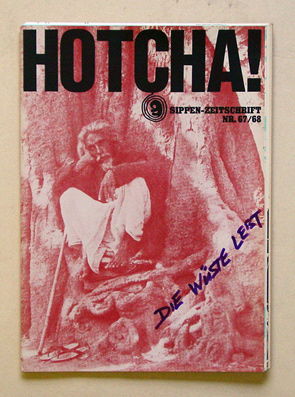 HOTCHA!
9 SIPPEN-ZEITSCHRIFT
NR. 67/68
DIE WÜSTE LEBT